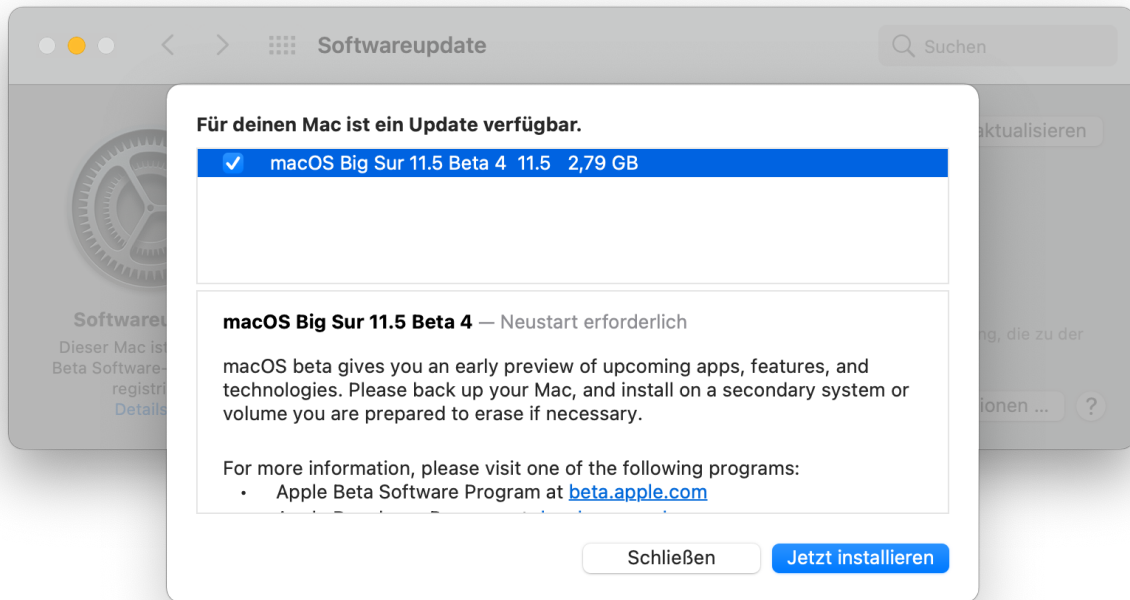 Softwareupdate
Suchen
Für deinen Mac ist ein Update verfügbar.
aktualisieren
macOS Big Sur 11.5 Beta 4 11.5 2,79 GB
macOS Big Sur 11.5 Beta 4 — Neustart erforderlich
Dieser Mac ist
die zu der
Beta Software-
macOS beta gives you an early preview of upcoming apps, features, and
technologies. Please back up your Mac, and install on a secondary system or
volume you are prepared to erase if necessary.
Details
?
For more information, please visit one of the following programs:
• Apple Beta Software Program at beta.apple.com
Schließen
Jetzt installieren